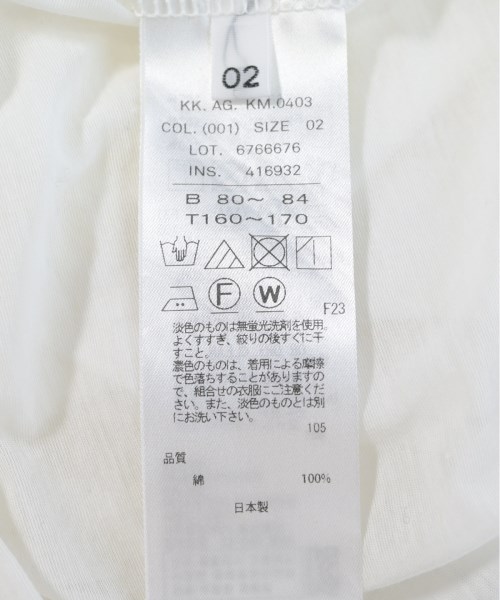 02
KK. AG. KM.0403
COL. (001) SIZE 02
LOT. 6766676
INS. 416932
B 80～ 84
T160～170
F W
F23
淡色のものは無蛍光洗剤を使用。
よくすすぎ、絞りの後すぐに干
すこと。
濃色のものは、着用による摩擦
で色落ちすることがありますの
で、組合せの衣服にご注意くだ
さい。また、淡色のものとは別
にお洗い下さい。
105
品質
綿 100%
日本製